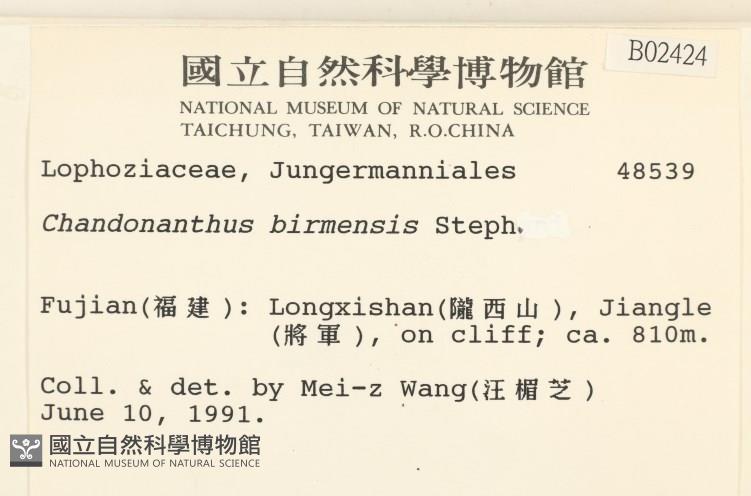 國立自然科學博物館
B02424
NATIONAL MUSEUM OF NATURAL SCIENCE
TAICHUNG, TAIWAN, R.O.CHINA
Lophoziaceae, Jungermanniales 48539
Chandonanthus birmensis Steph.
Fujian(福建): Longxishan(隴西山), Jiangle
(將軍), on cliff; ca. 810m.
Coll. & det. by Mei-z Wang(汪楣芝)
June 10, 1991.
國立自然科學博物館
NATIONAL MUSEUM OF NATURAL SCIENCE